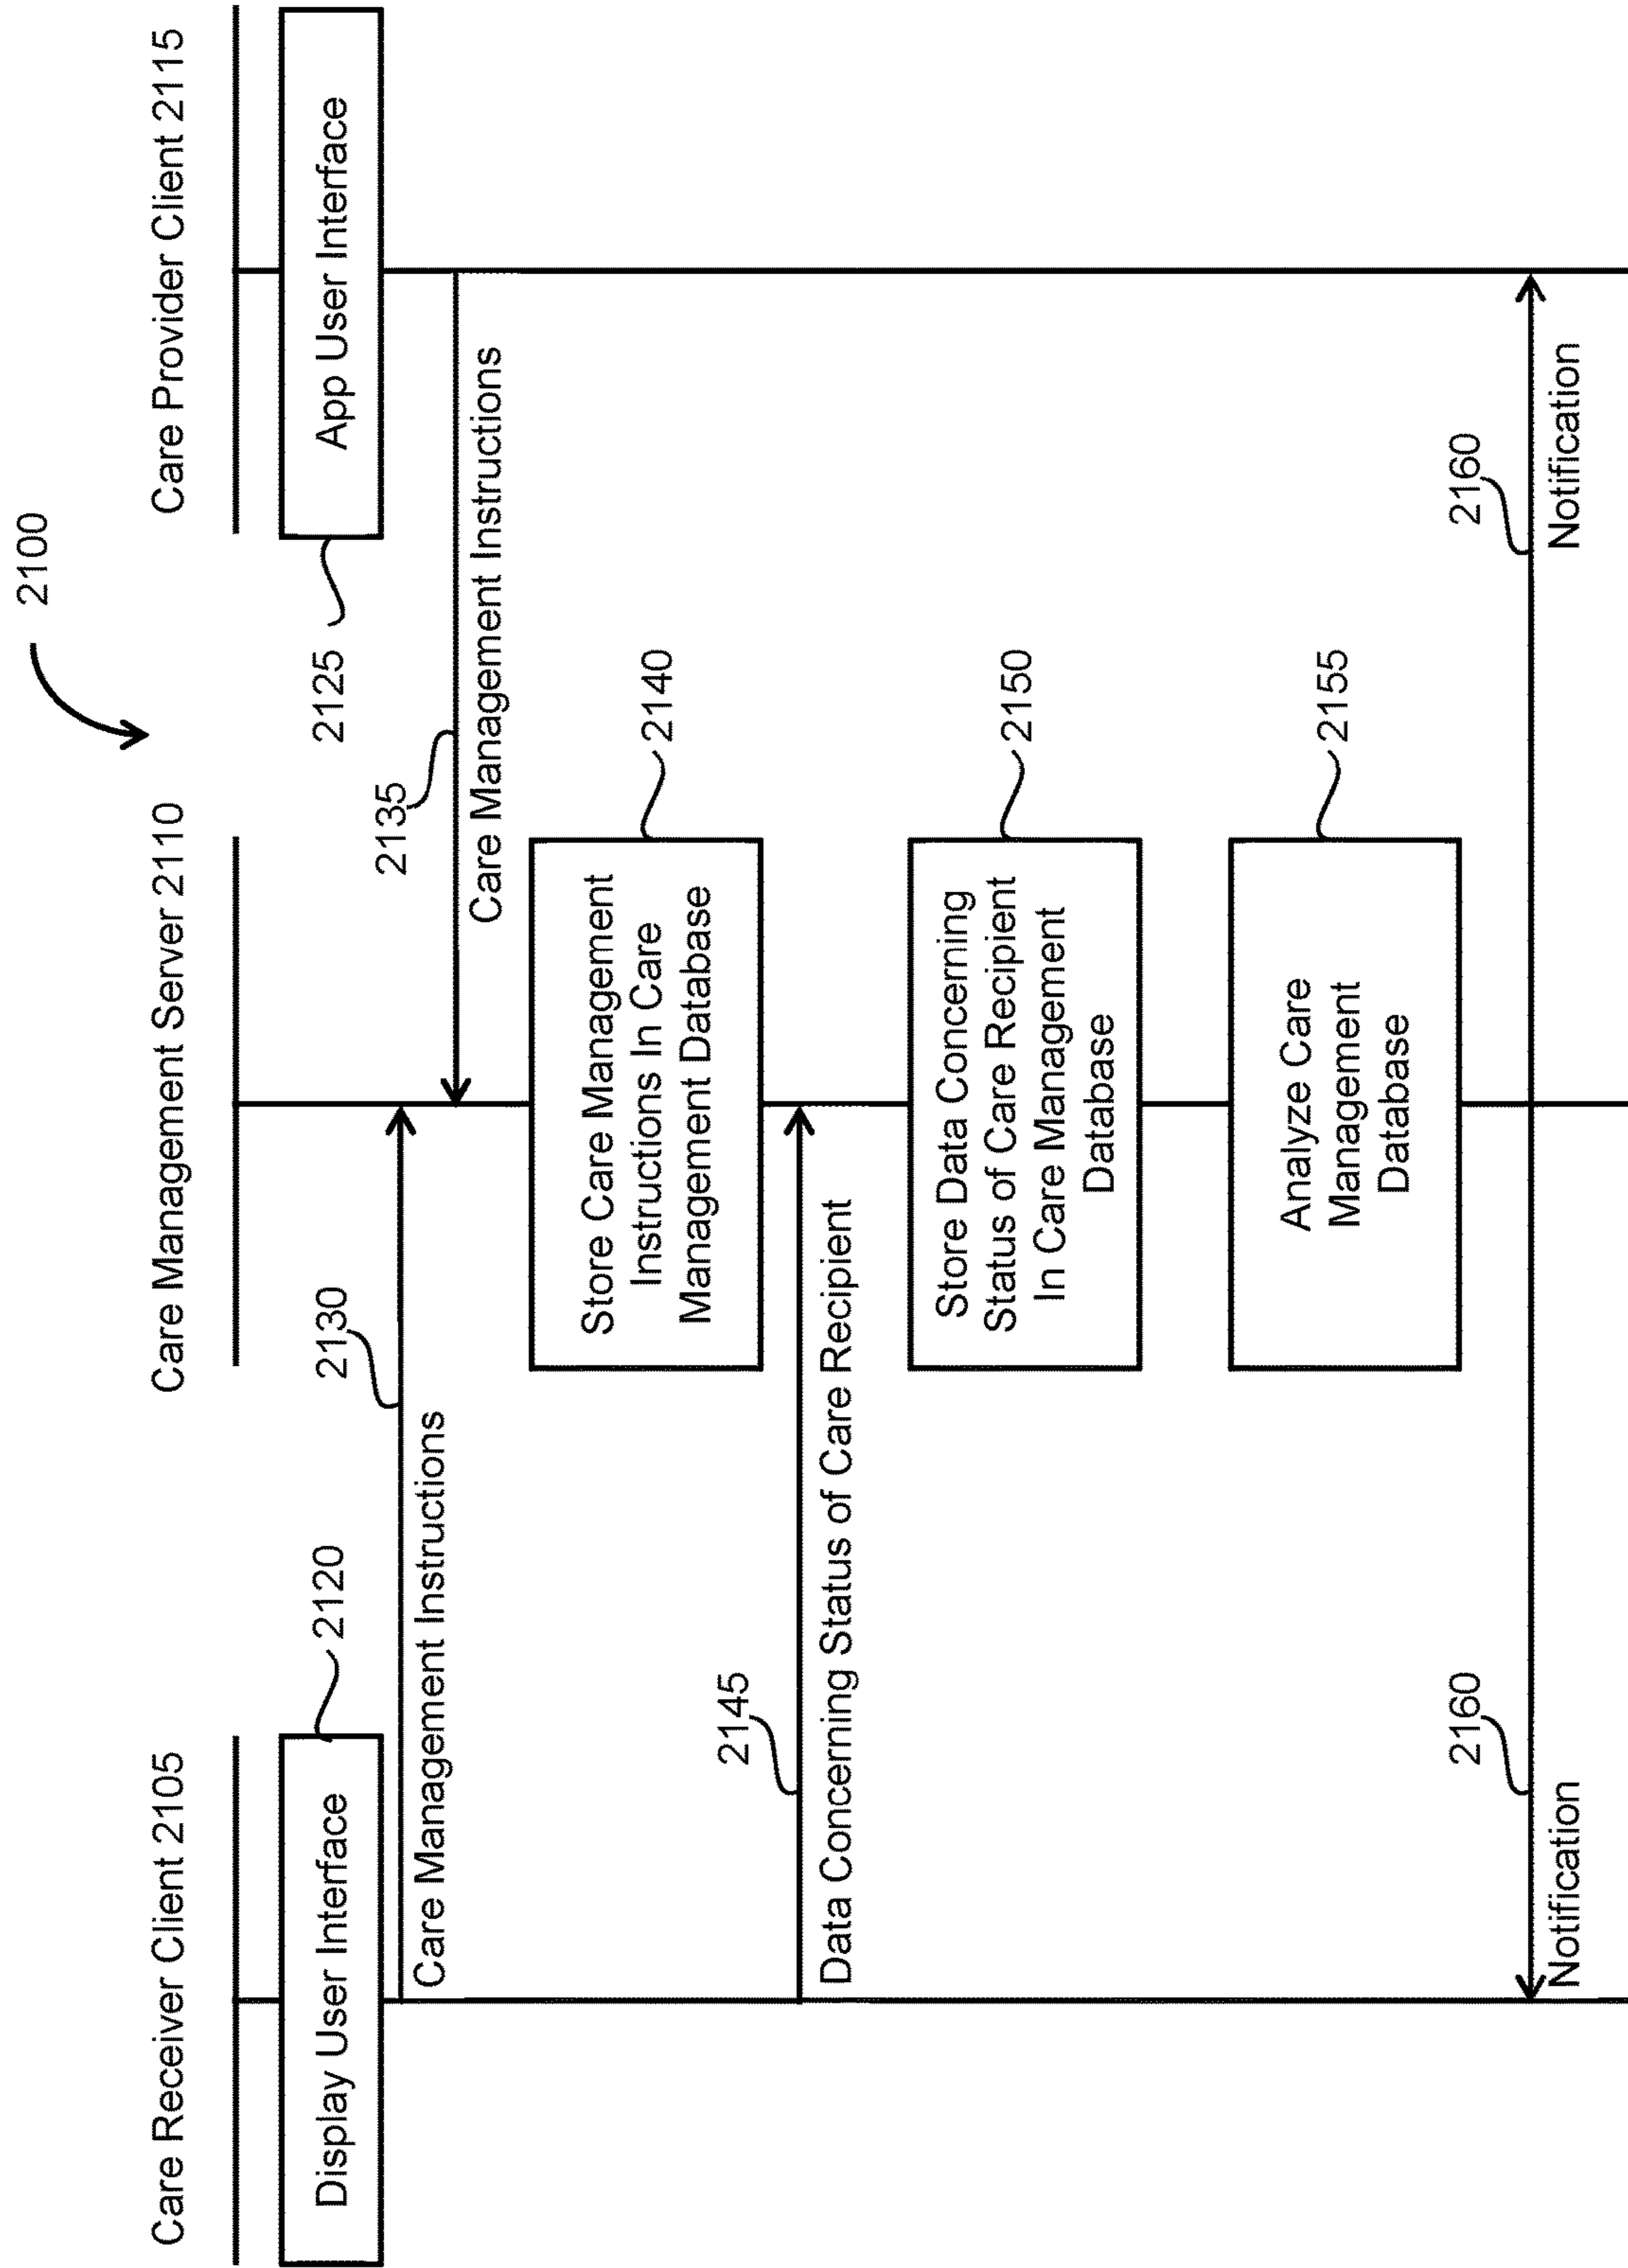 2100
Care Receiver Client 2105
Care Management Server 2110
Care Provider Client 2115
Display User Interface
2120
2125
App User Interface
2130
Care Management Instructions
2135
Care Management Instructions
Store Care Management
Instructions In Care
Management Database
2140
2145
Data Concerning Status of Care Recipient
Store Data Concerning
Status of Care Recipient
In Care Management
Database
2150
Analyze Care
Management
Database
2155
2160
Notification
2160
Notification